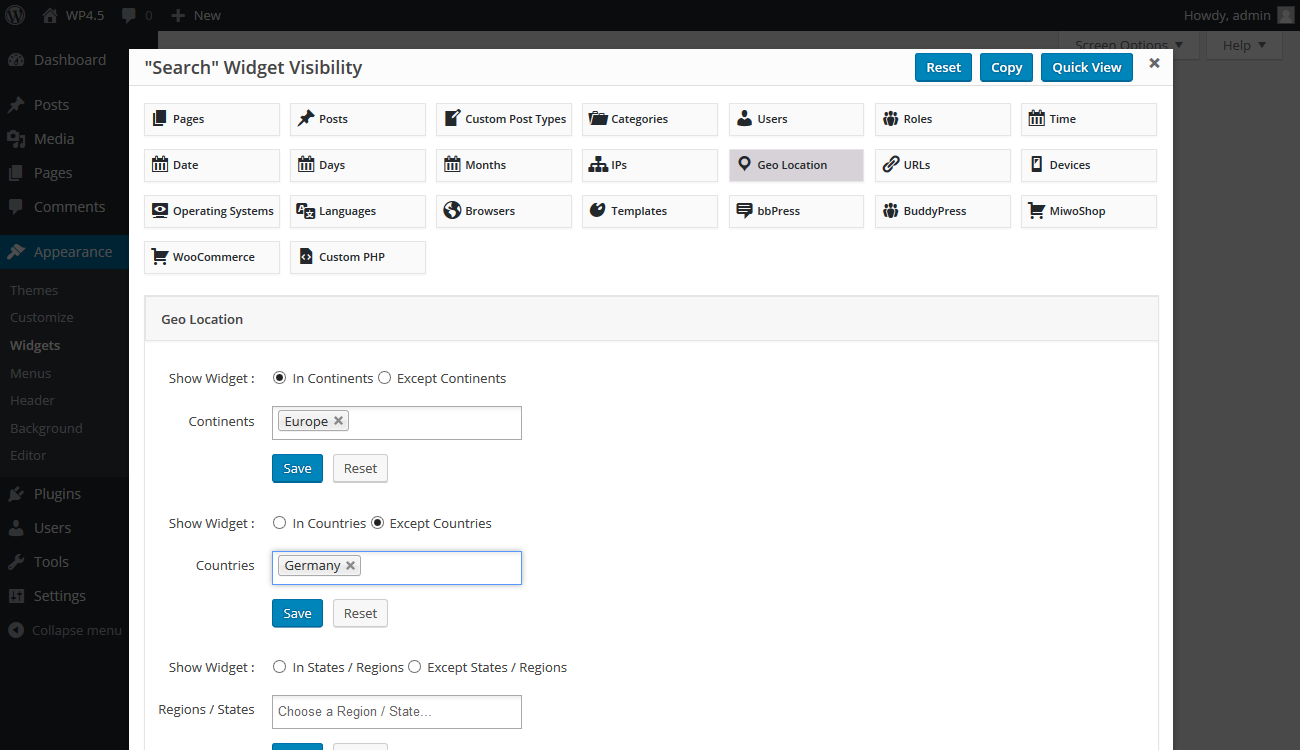 WP4.5 0 New Howdy, admin
Screen Options Help
"Search" Widget Visibility Reset Copy Quick View
Dashboard
Posts
Media
Pages
Comments
Appearance
Themes
Customize
Widgets
Menus
Header
Background
Editor
Plugins
Users
Tools
Settings
Collapse menu
Pages Posts Custom Post Types Categories Users Roles Time
Date Days Months IPs Geo Location URLs Devices
Operating Systems Languages Browsers Templates bbPress BuddyPress MiwoShop
WooCommerce Custom PHP
Geo Location
Show Widget : In Continents Except Continents
Continents Europe
Save Reset
Show Widget : In Countries Except Countries
Countries Germany
Save Reset
Show Widget : In States / Regions Except States / Regions
Regions / States Choose a Region / State...